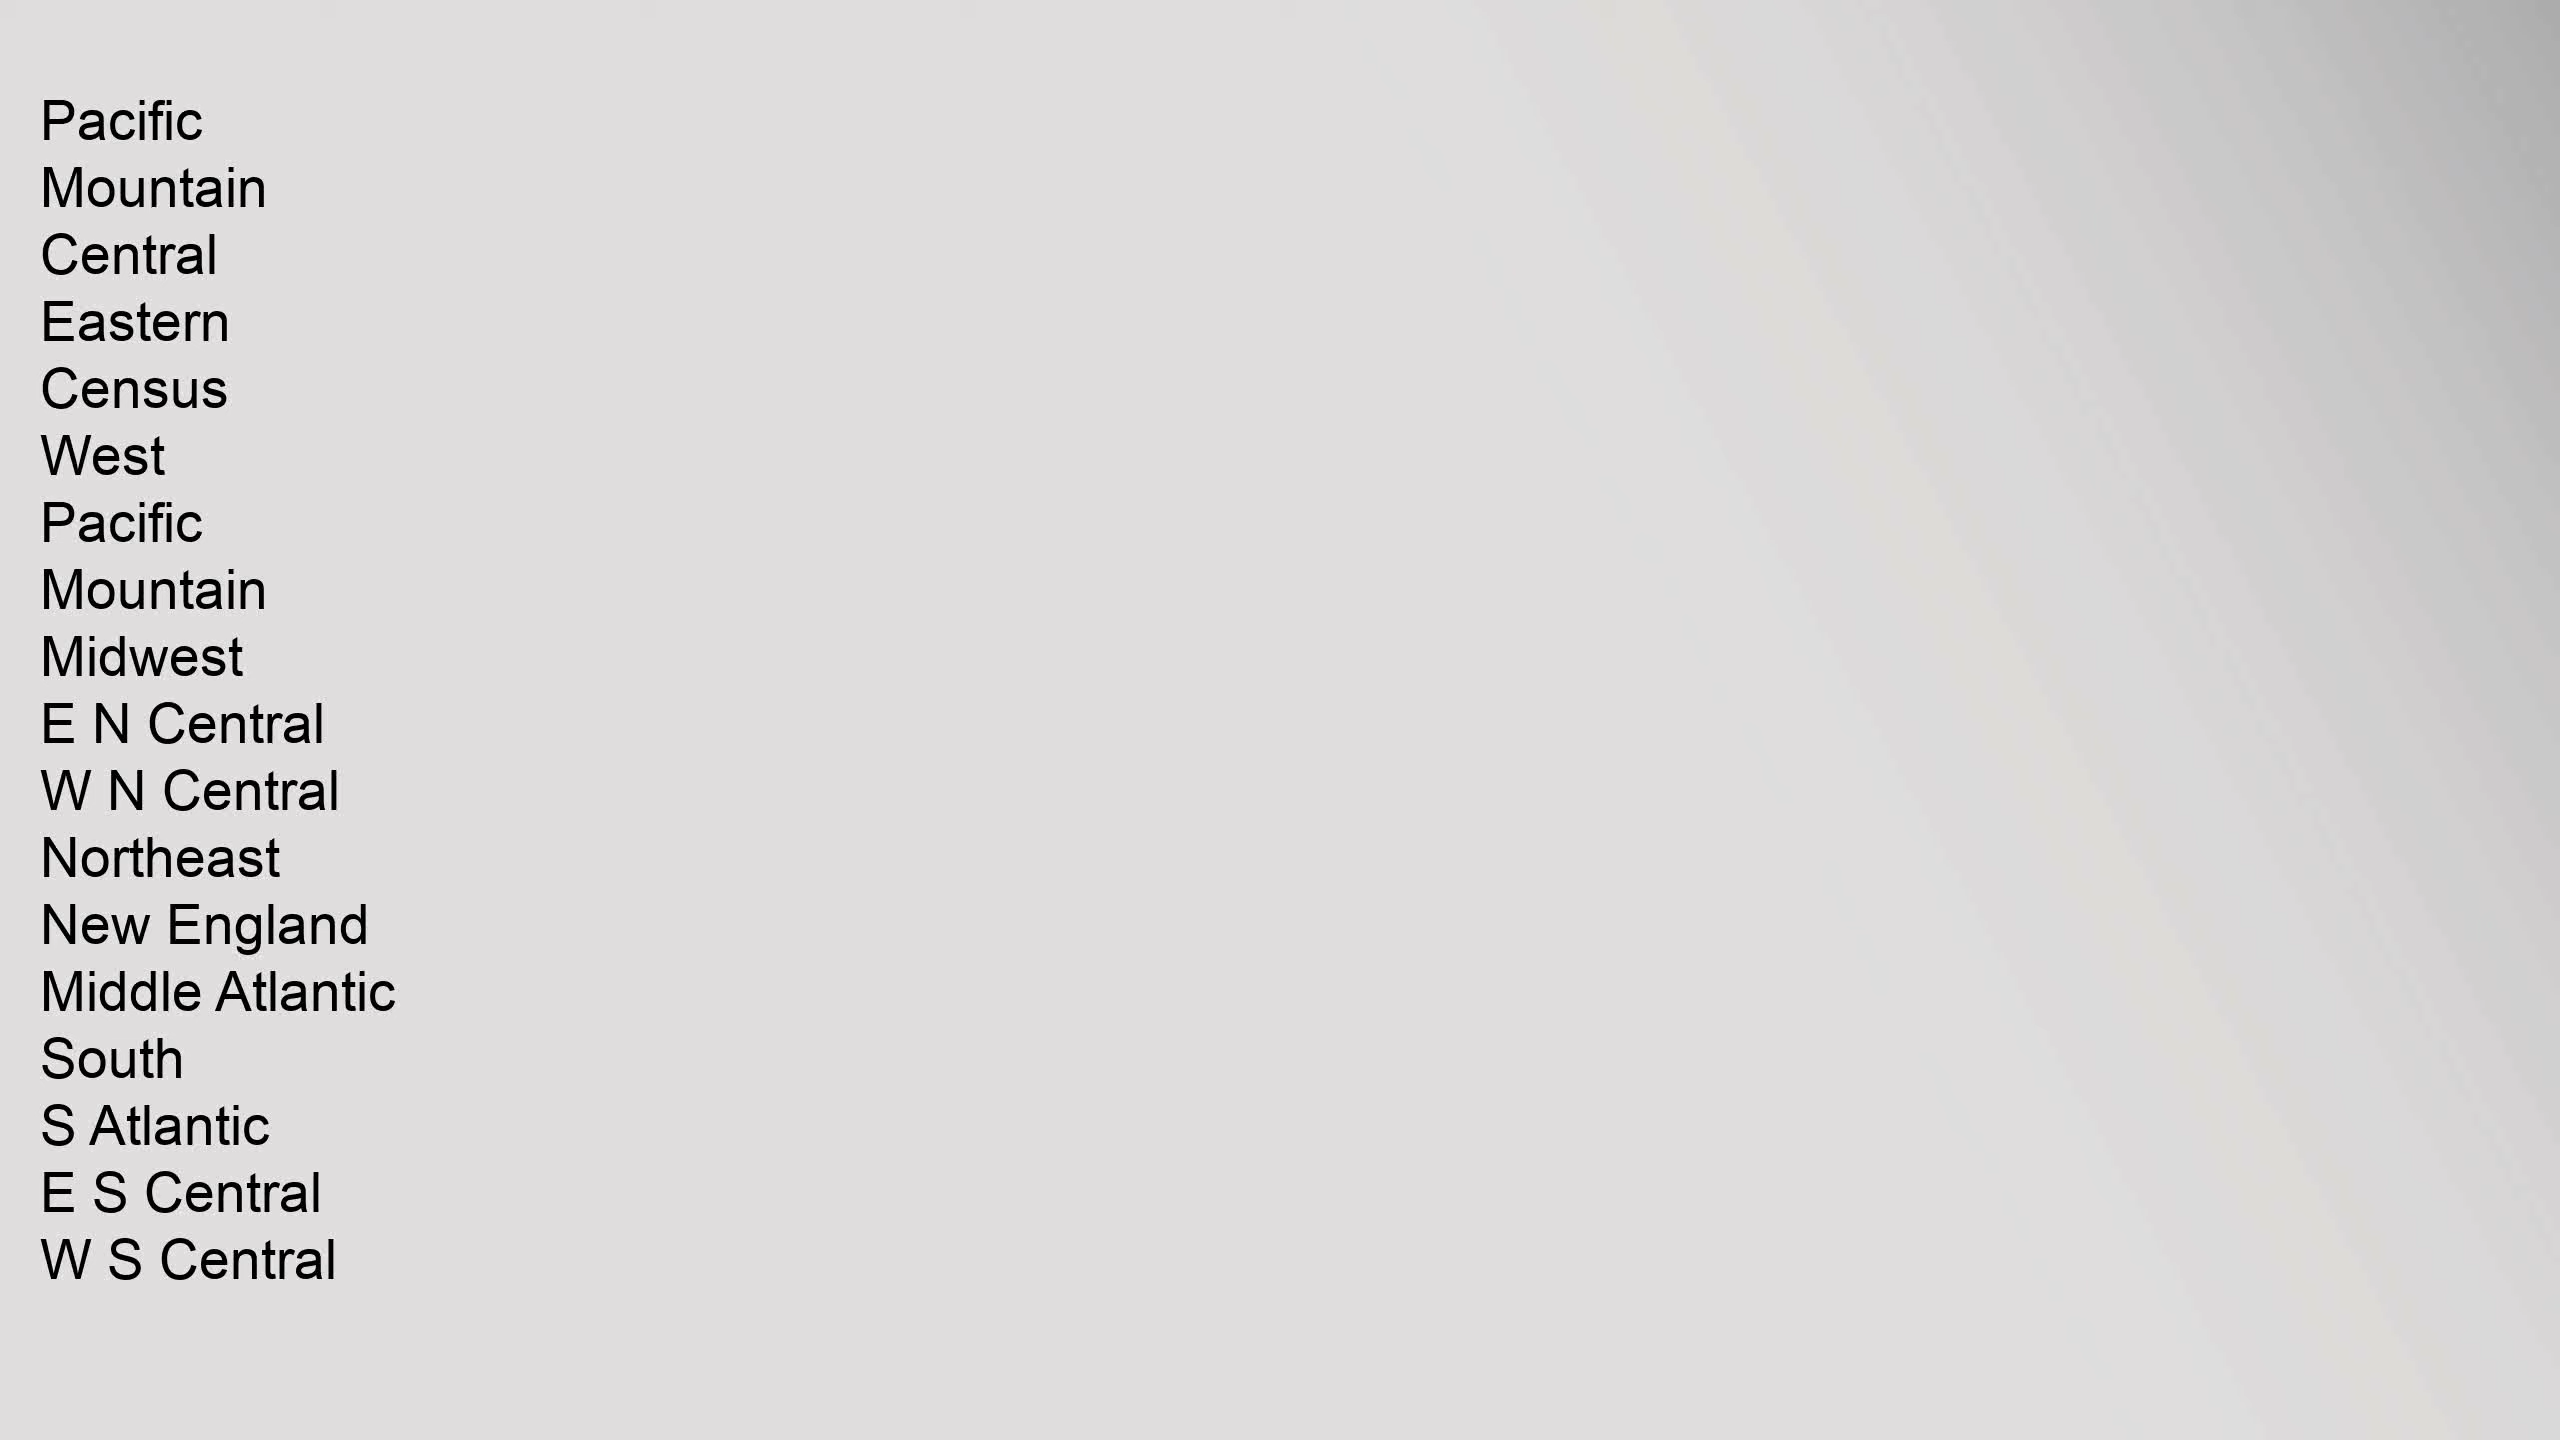 Pacific
Mountain
Central
Eastern
Census
West
Pacific
Mountain
Midwest
E N Central
W N Central
Northeast
New England
Middle Atlantic
South
S Atlantic
E S Central
W S Central